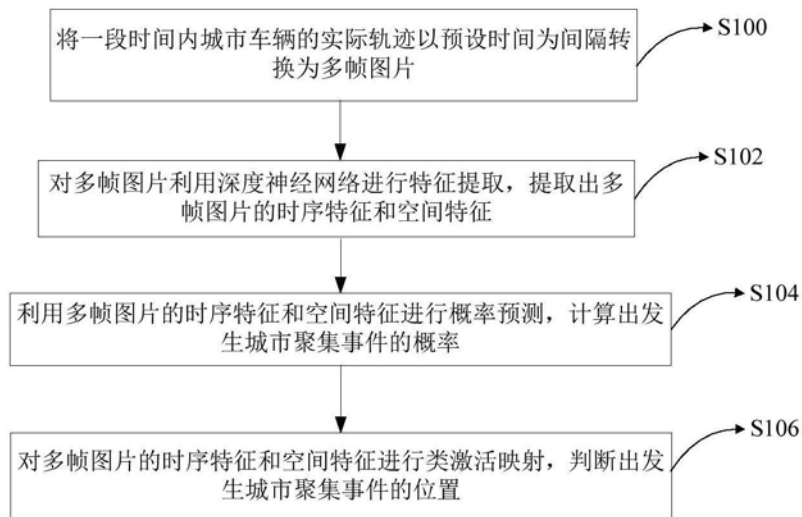 将一段时间内城市车辆的实际轨迹以预设时间为间隔转
换为多帧图片
S100
对多帧图片利用深度神经网络进行特征提取，提取出多
帧图片的时序特征和空间特征
S102
利用多帧图片的时序特征和空间特征进行概率预测，计算出发
生城市聚集事件的概率
S104
对多帧图片的时序特征和空间特征进行类激活映射，判断出发
生城市聚集事件的位置
S106